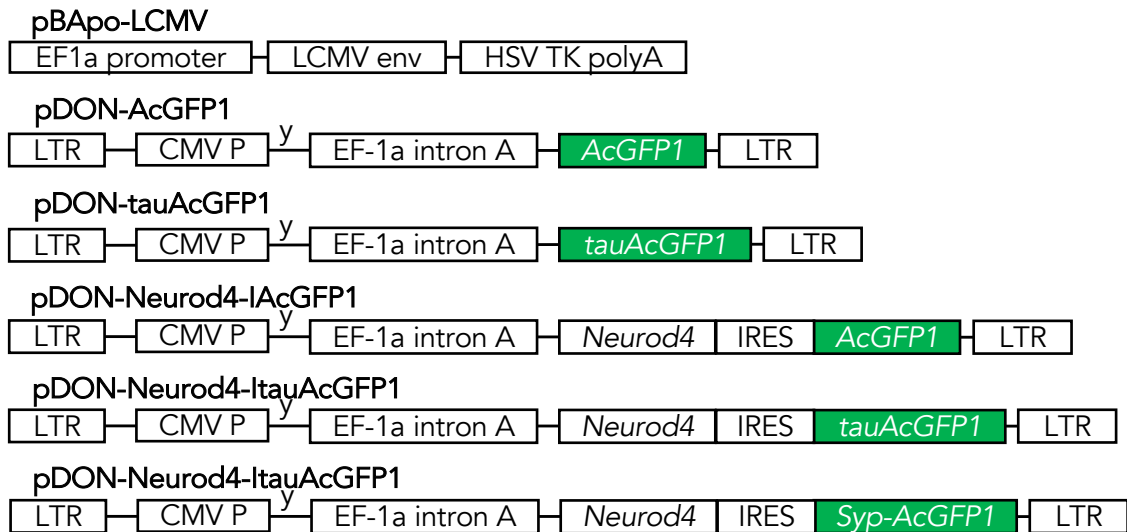 pBApo-LCMV
EF1a promoter LCMV env HSV TK polyA
pDON-AcGFP1
LTR CMV P y EF-1a intron A AcGFP1 LTR
pDON-tauAcGFP1
LTR CMV P y EF-1a intron A tauAcGFP1 LTR
pDON-Neurod4-IAcGFP1
LTR CMV P y EF-1a intron A Neurod4 IRES AcGFP1 LTR
pDON-Neurod4-ItauAcGFP1
LTR CMV P y EF-1a intron A Neurod4 IRES tauAcGFP1 LTR
pDON-Neurod4-ItauAcGFP1
LTR CMV P y EF-1a intron A Neurod4 IRES Syp-AcGFP1 LTR